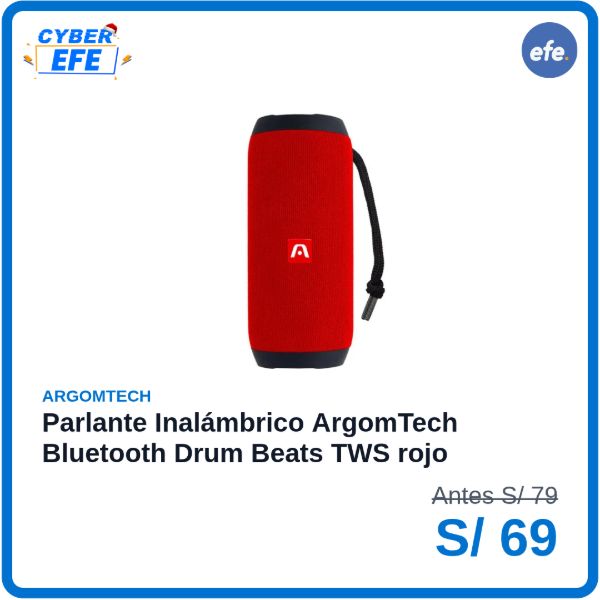 CYBER
EFE
efe.
ARGOMTECH
Parlante Inalámbrico ArgomTech
Bluetooth Drum Beats TWS rojo
Antes S/ 79
S/ 69